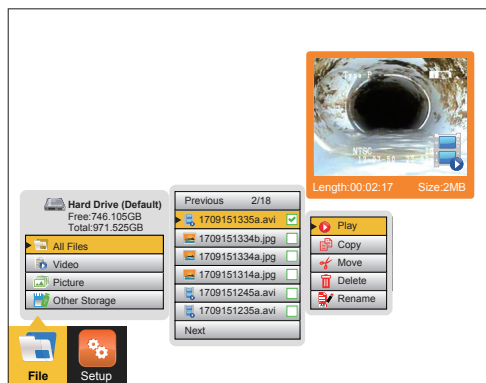 NTSC
Length:00:02:17 Size:2MB
Hard Drive (Default)
Free:746.105GB
Total:971.525GB
All Files
Video
Picture
Other Storage
Previous 2/18
1709151335a.avi
1709151334b.jpg
1709151334a.jpg
1709151314a.jpg
1709151245a.avi
1709151235a.avi
Next
Play
Copy
Move
Delete
Rename
File
Setup